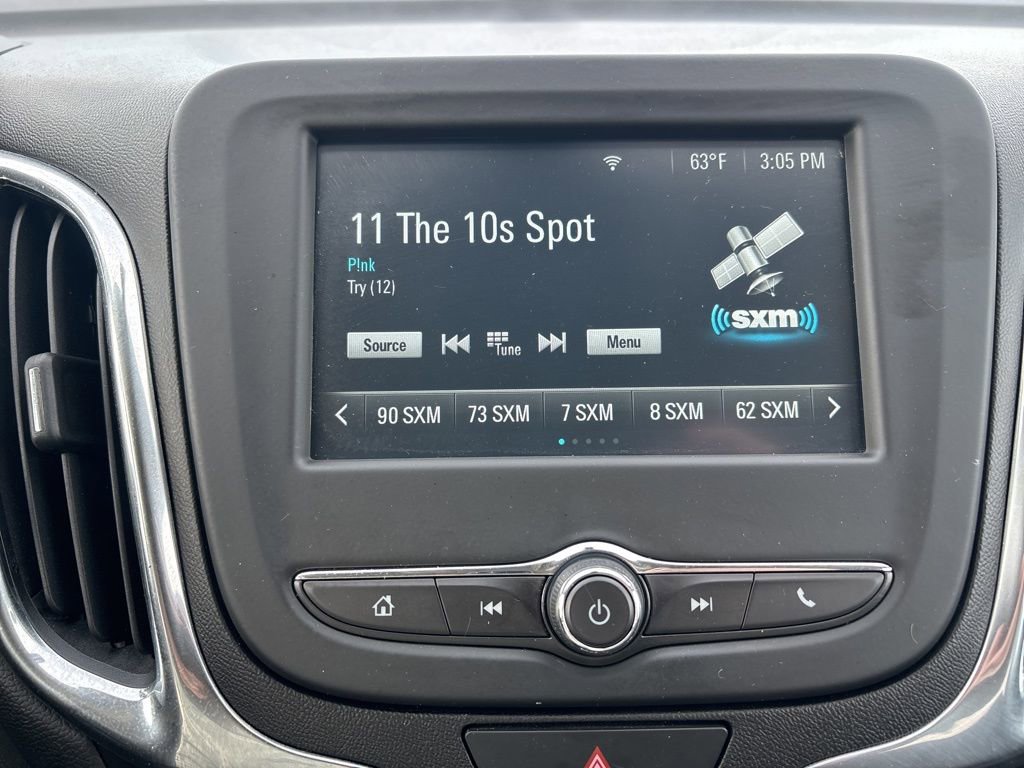 63°F 3:05 PM
11 The 10s Spot
P!nk
Try (12)
sxm
Source Tune Menu
90 SXM 73 SXM 7 SXM 8 SXM 62 SXM